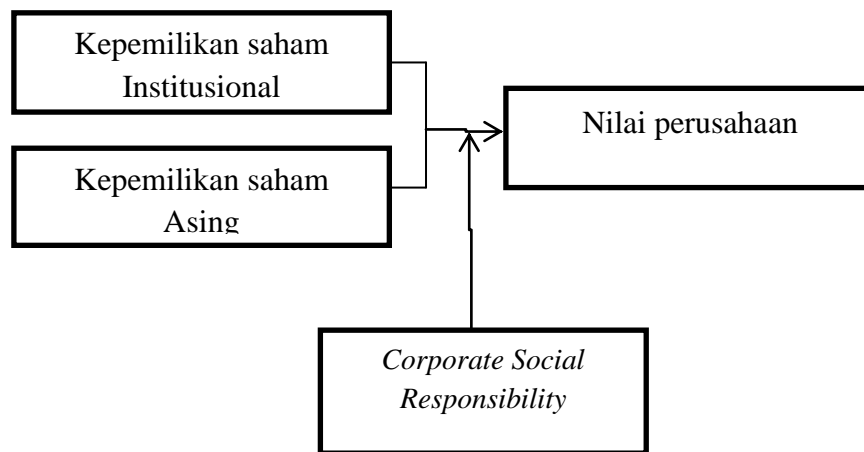 Kepemilikan saham
Institusional
Nilai perusahaan
Kepemilikan saham
Asing
Corporate Social
Responsibility